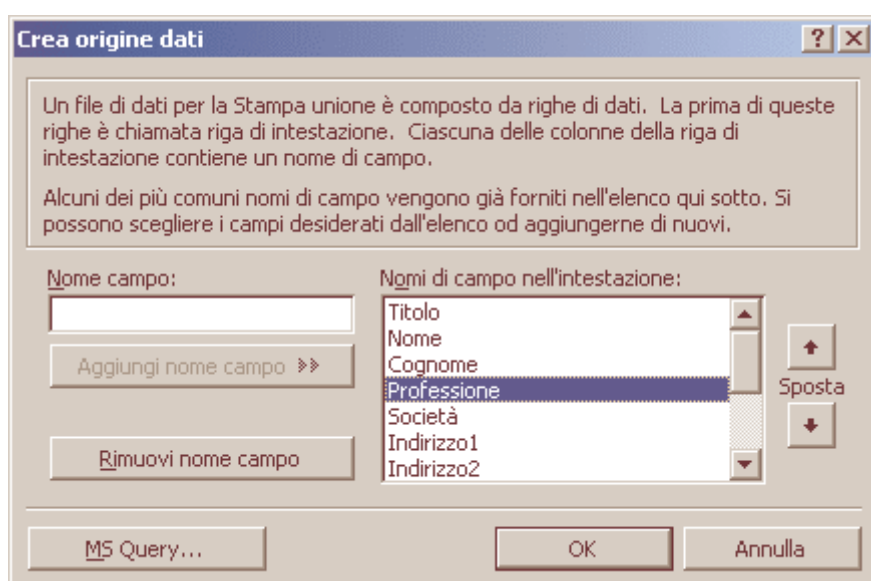 Crea origine dati
Un file di dati per la Stampa unione è composto da righe di dati. La prima di queste
righe è chiamata riga di intestazione. Ciascuna delle colonne della riga di
intestazione contiene un nome di campo.
Alcuni dei più comuni nomi di campo vengono già forniti nell'elenco qui sotto. Si
possono scegliere i campi desiderati dall'elenco od aggiungerne di nuovi.
Nome campo:
Aggiungi nome campo
Rimuovi nome campo
Nomi di campo nell'intestazione:
Titolo
Nome
Cognome
Professione
Società
Indirizzo1
Indirizzo2
Sposta
MS Query...
OK
Annulla